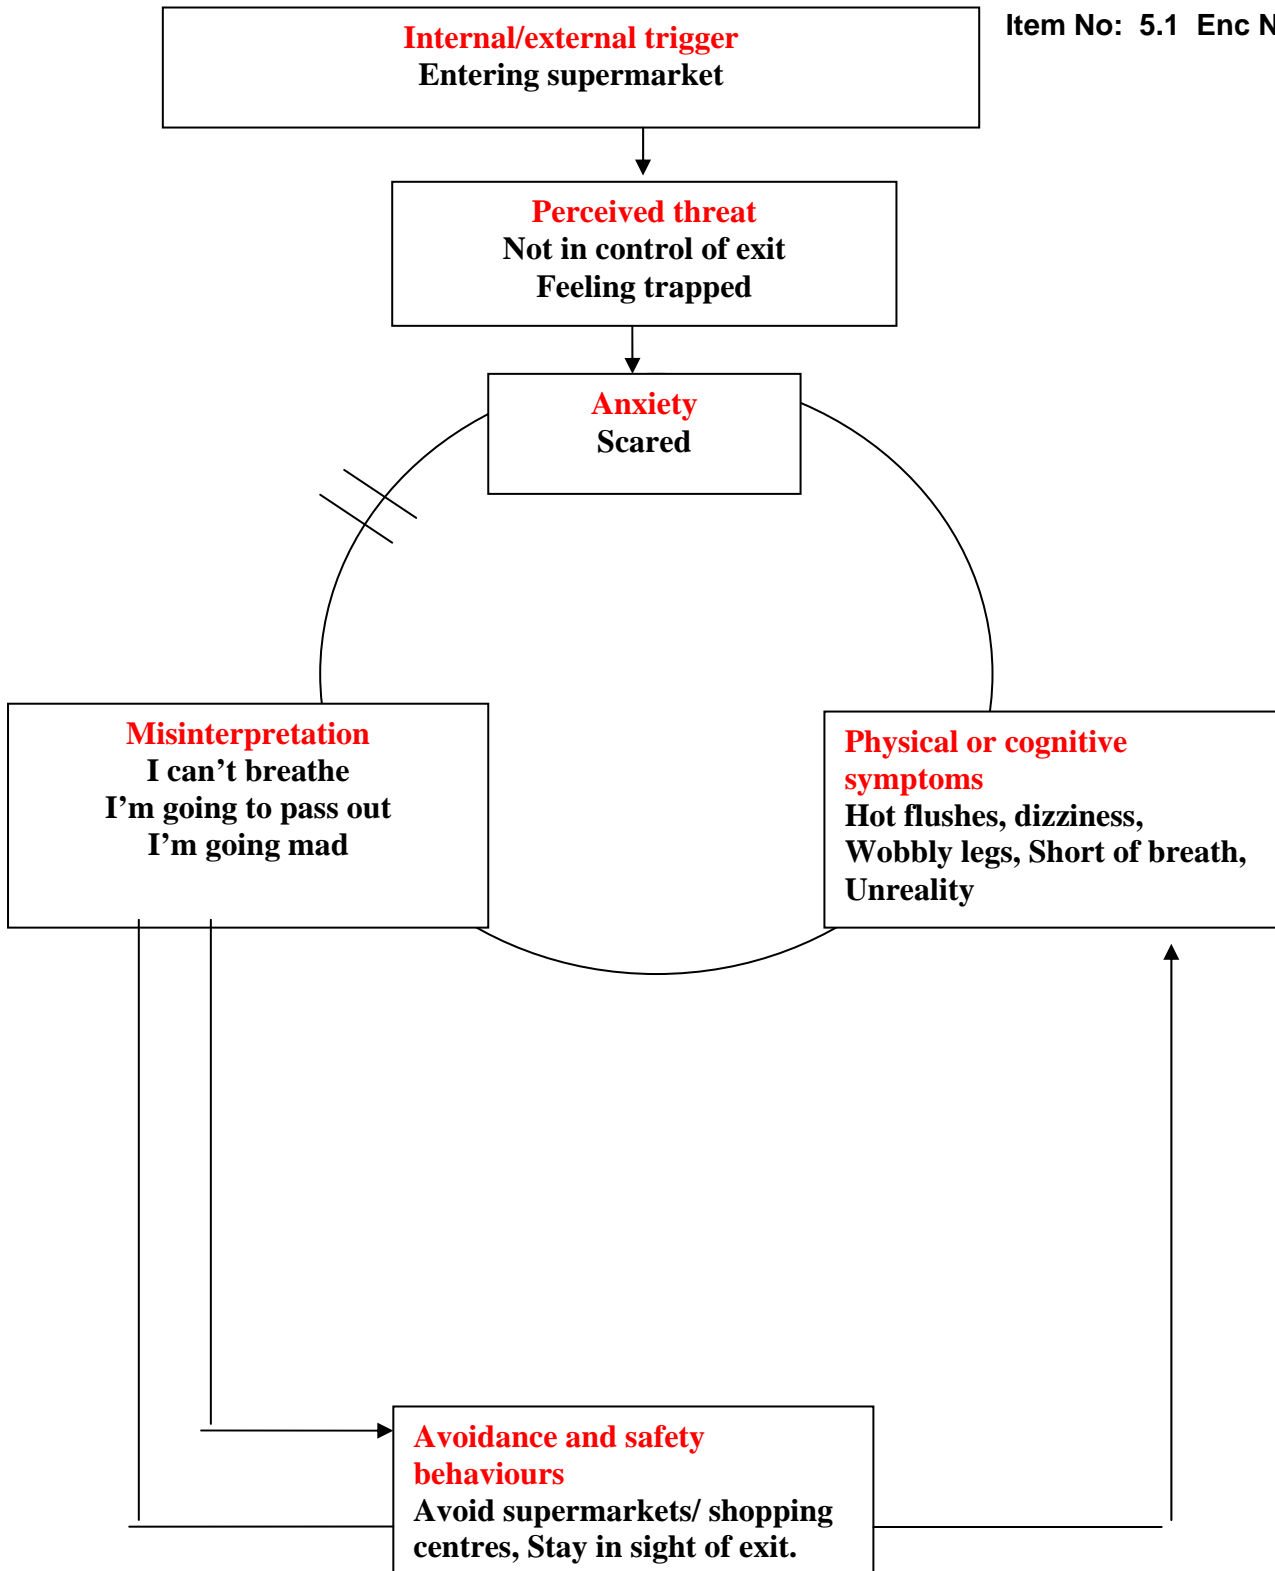 Item No: 5.1 Enc N
Internal/external trigger
Entering supermarket
Perceived threat
Not in control of exit
Feeling trapped
Anxiety
Scared
Misinterpretation
I can’t breathe
I’m going to pass out
I’m going mad
Physical or cognitive
symptoms
Hot flushes, dizziness,
Wobbly legs, Short of breath,
Unreality
Avoidance and safety
behaviours
Avoid supermarkets/ shopping
centres, Stay in sight of exit.